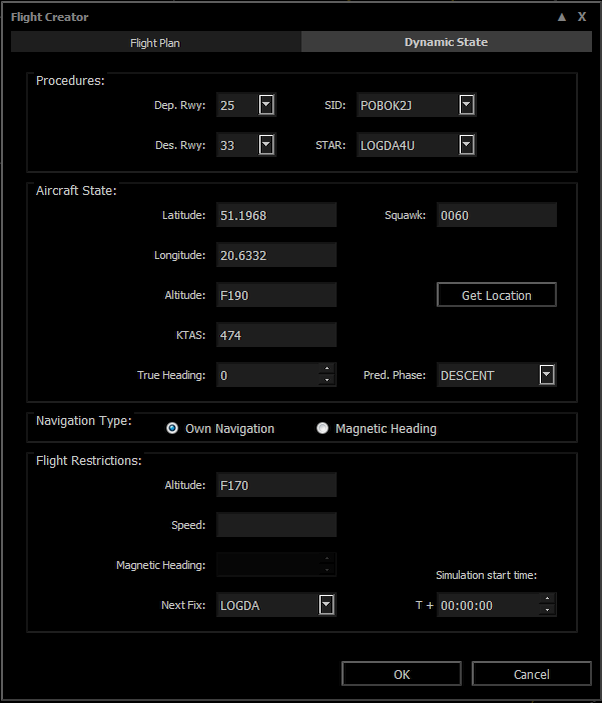 Flight Creator ▲ X
Flight Plan Dynamic State
Procedures:
Dep. Rwy: 25 SID: POBOK2J
Des. Rwy: 33 STAR: LOGDA4U
Aircraft State:
Latitude: 51.1968 Squawk: 0060
Longitude: 20.6332
Altitude: F190 Get Location
KTAS: 474
True Heading: 0 Pred. Phase: DESCENT
Navigation Type: Own Navigation Magnetic Heading
Flight Restrictions:
Altitude: F170
Speed:
Magnetic Heading:
Simulation start time:
Next Fix: LOGDA T + 00:00:00
OK Cancel